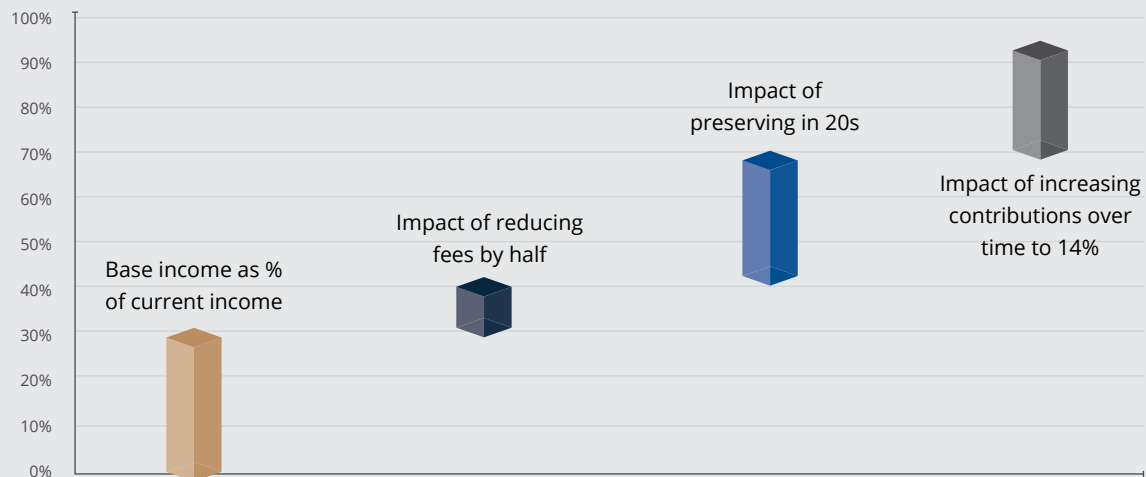 100%
90%
80%
70%
60%
50%
40%
30%
20%
10%
0%
Base income as %
of current income
Impact of reducing
fees by half
Impact of
preserving in 20s
Impact of increasing
contributions over
time to 14%